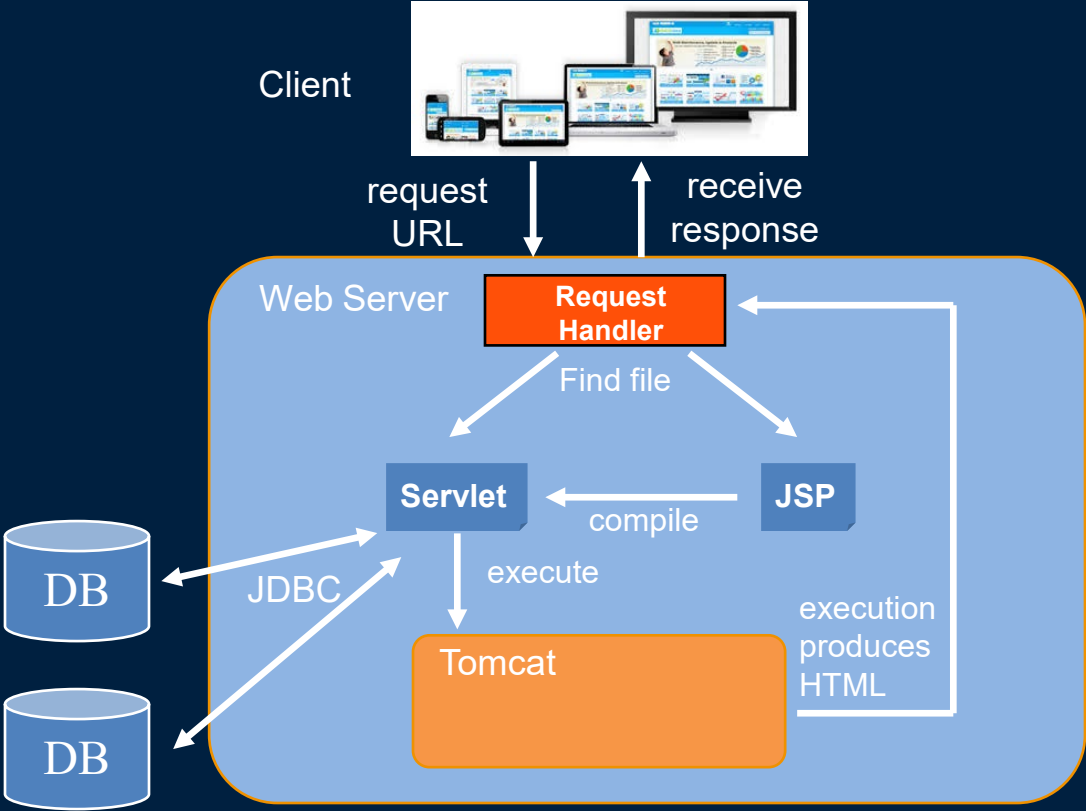 Client
request
URL
receive
response
Web Server
Request
Handler
Find file
Servlet
JSP
compile
execute
DB
JDBC
execution
produces
HTML
Tomcat
DB